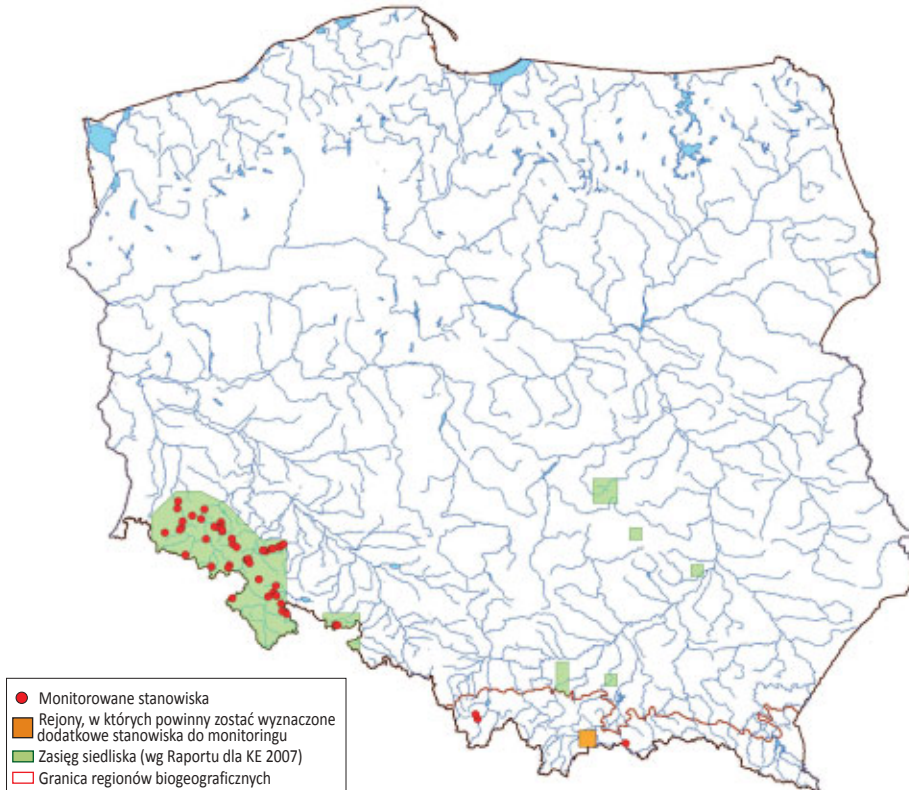 Monitorowane stanowiska
Rejony, w których powinny zostać wyznaczone
dodatkowe stanowiska do monitoringu
Zasięg siedliska (wg Raportu dla KE 2007)
Granica regionów biogeograficznych